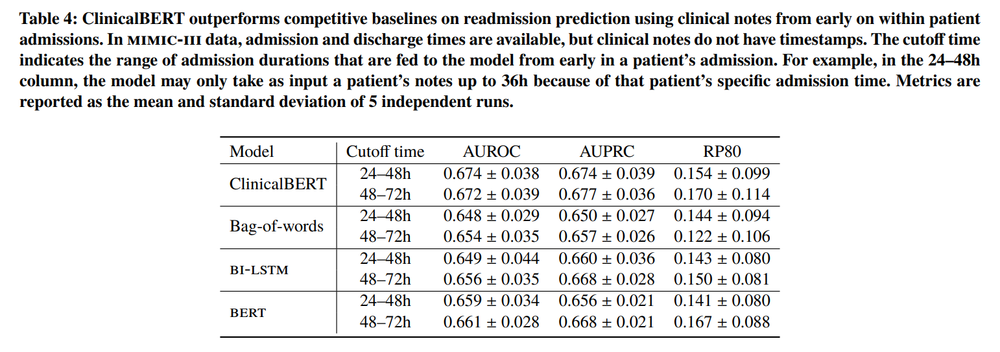 Table 4: ClinicalBERT outperforms competitive baselines on readmission prediction using clinical notes from early on within patient
admissions. In MIMIC-III data, admission and discharge times are available, but clinical notes do not have timestamps. The cutoff time
indicates the range of admission durations that are fed to the model from early in a patient's admission. For example, in the 24–48h
column, the model may only take as input a patient's notes up to 36h because of that patient's specific admission time. Metrics are
reported as the mean and standard deviation of 5 independent runs.
Model Cutoff time AUROC AUPRC RP80
ClinicalBERT
24–48h 0.674 ± 0.038 0.674 ± 0.039 0.154 ± 0.099
48–72h 0.672 ± 0.039 0.677 ± 0.036 0.170 ± 0.114
Bag-of-words
24–48h 0.648 ± 0.029 0.650 ± 0.027 0.144 ± 0.094
48–72h 0.654 ± 0.035 0.657 ± 0.026 0.122 ± 0.106
BI-LSTM
24–48h 0.649 ± 0.044 0.660 ± 0.036 0.143 ± 0.080
48–72h 0.656 ± 0.035 0.668 ± 0.028 0.150 ± 0.081
BERT
24–48h 0.659 ± 0.034 0.656 ± 0.021 0.141 ± 0.080
48–72h 0.661 ± 0.028 0.668 ± 0.021 0.167 ± 0.088